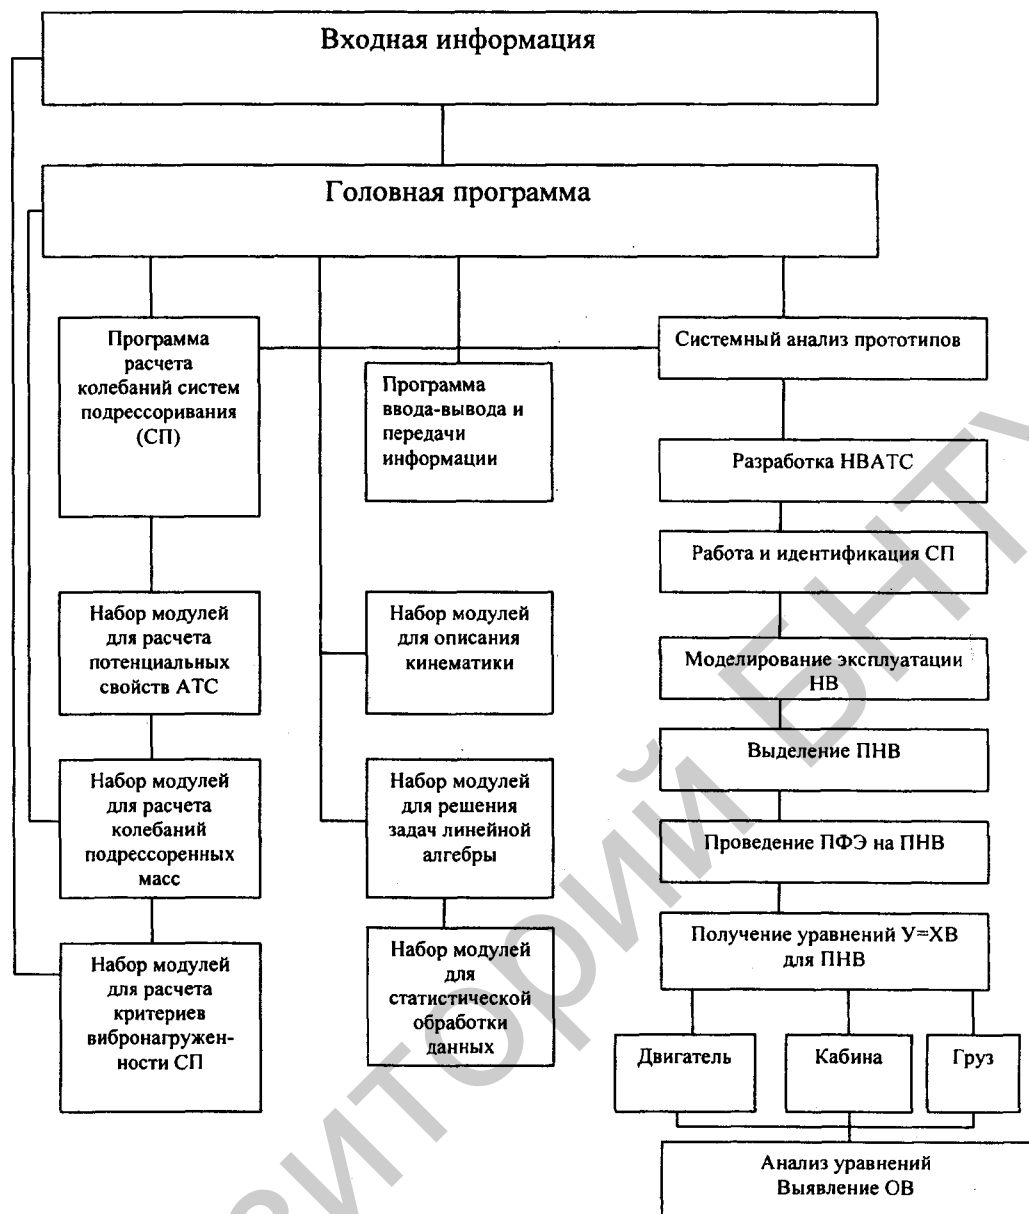 Входная информация
Головная программа
Программа
расчета
колебаний систем
подрессоривания
(СП)
Программа
ввода-вывода и
передачи
информации
Системный анализ прототипов
Разработка НВАТС
Работа и идентификация СП
Набор модулей
для расчета
потенциальных
свойств АТС
Набор модулей
для описания
кинематики
Моделирование эксплуатации
НВ
Выделение ПНВ
Набор модулей
для расчета
колебаний
подрессоренных
масс
Набор модулей
для решения
задач линейной
алгебры
Проведение ПФЭ на ПНВ
Получение уравнений У=ХВ
для ПНВ
Набор модулей
для расчета
критериев
вибронагружен-
ности СП
Набор модулей
для
статистической
обработки
данных
Двигатель
Кабина
Груз
Анализ уравнений
Выявление ОВ
виторий БНТУ